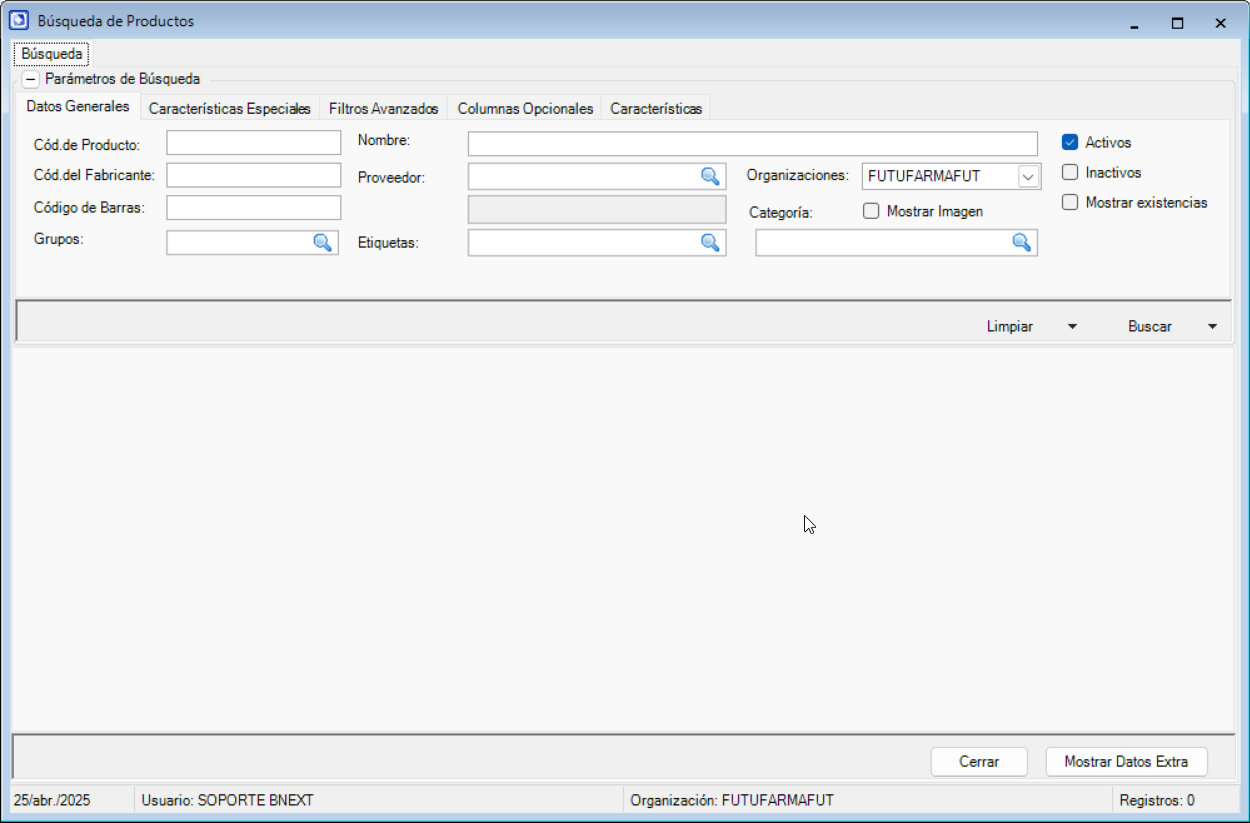 Búsqueda de Productos
Búsqueda
Parámetros de Búsqueda
Datos Generales Características Especiales Filtros Avanzados Columnas Opcionales Características
Cód.de Producto: Nombre: Activos
Cód.del Fabricante: Proveedor: Organizaciones: FUTUFARMAFUT Inactivos
Código de Barras: Categoría: Mostrar Imagen Mostrar existencias
Grupos: Etiquetas:
Limpiar Buscar
Cerrar Mostrar Datos Extra
25/abr./2025 Usuario: SOPORTE BNEXT Organización: FUTUFARMAFUT Registros: 0